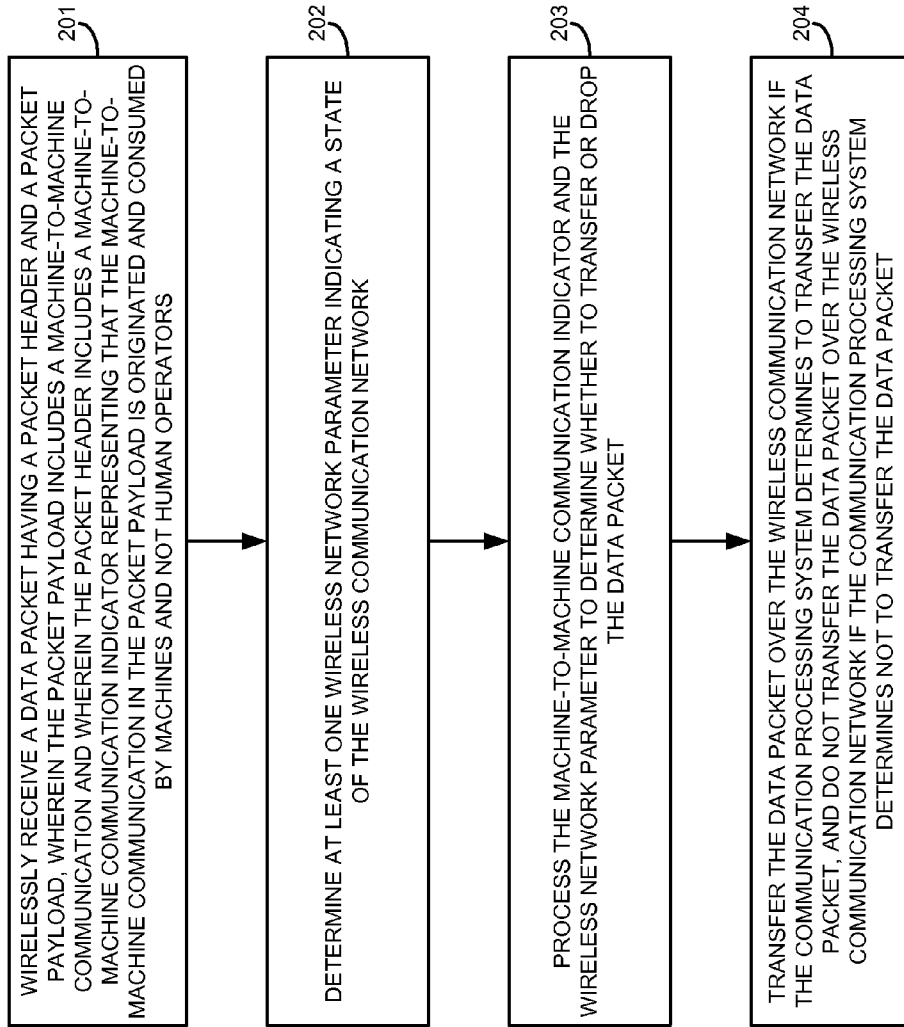 201
WIRELESSLY RECEIVE A DATA PACKET HAVING A PACKET HEADER AND A PACKET
PAYLOAD, WHEREIN THE PACKET PAYLOAD INCLUDES A MACHINE-TO-MACHINE
COMMUNICATION AND WHEREIN THE PACKET HEADER INCLUDES A MACHINE-TO-
MACHINE COMMUNICATION INDICATOR REPRESENTING THAT THE MACHINE-TO-
MACHINE COMMUNICATION IN THE PACKET PAYLOAD IS ORIGINATED AND CONSUMED
BY MACHINES AND NOT HUMAN OPERATORS
202
DETERMINE AT LEAST ONE WIRELESS NETWORK PARAMETER INDICATING A STATE
OF THE WIRELESS COMMUNICATION NETWORK
203
PROCESS THE MACHINE-TO-MACHINE COMMUNICATION INDICATOR AND THE
WIRELESS NETWORK PARAMETER TO DETERMINE WHETHER TO TRANSFER OR DROP
THE DATA PACKET
204
TRANSFER THE DATA PACKET OVER THE WIRELESS COMMUNICATION NETWORK IF
THE COMMUNICATION PROCESSING SYSTEM DETERMINES TO TRANSFER THE DATA
PACKET, AND DO NOT TRANSFER THE DATA PACKET OVER THE WIRELESS
COMMUNICATION NETWORK IF THE COMMUNICATION PROCESSING SYSTEM
DETERMINES NOT TO TRANSFER THE DATA PACKET